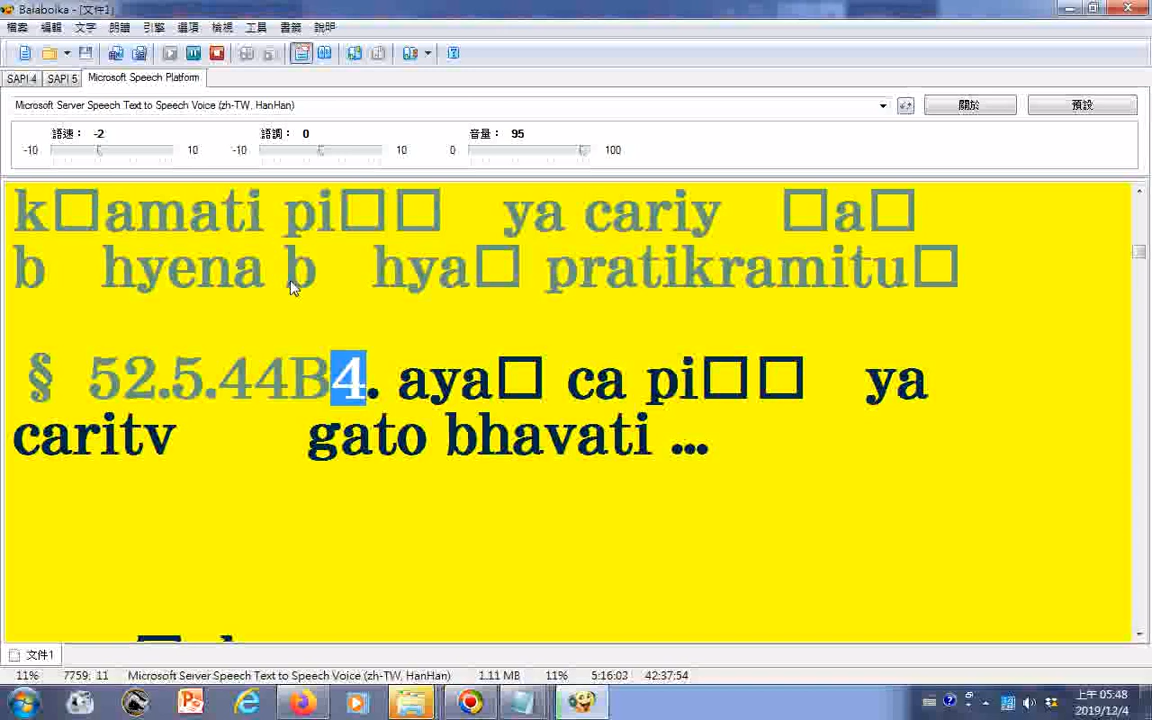 Balabolka - [文件1]
檔案 編輯 文字 朗讀 引擎 選項 檢視 工具 書籤 說明
SAPI 4 SAPI 5 Microsoft Speech Platform
Microsoft Server Speech Text to Speech Voice (zh-TW, HanHan) 關於 預設
語速： -2 語調： 0 音量： 95
-10 10 -10 10 0 100
k□amati pi□□ ya cariy □a□
b hyena b hya□ pratikramitu□
§ 52.5.44B4. aya□ ca pi□□ ya
caritv gato bhavati ...
文件1
11% 7759, 11 Microsoft Server Speech Text to Speech Voice (zh-TW, HanHan) 1.11 MB 11% 5:16:03 42:37:54
上午 05:48
2019/12/4